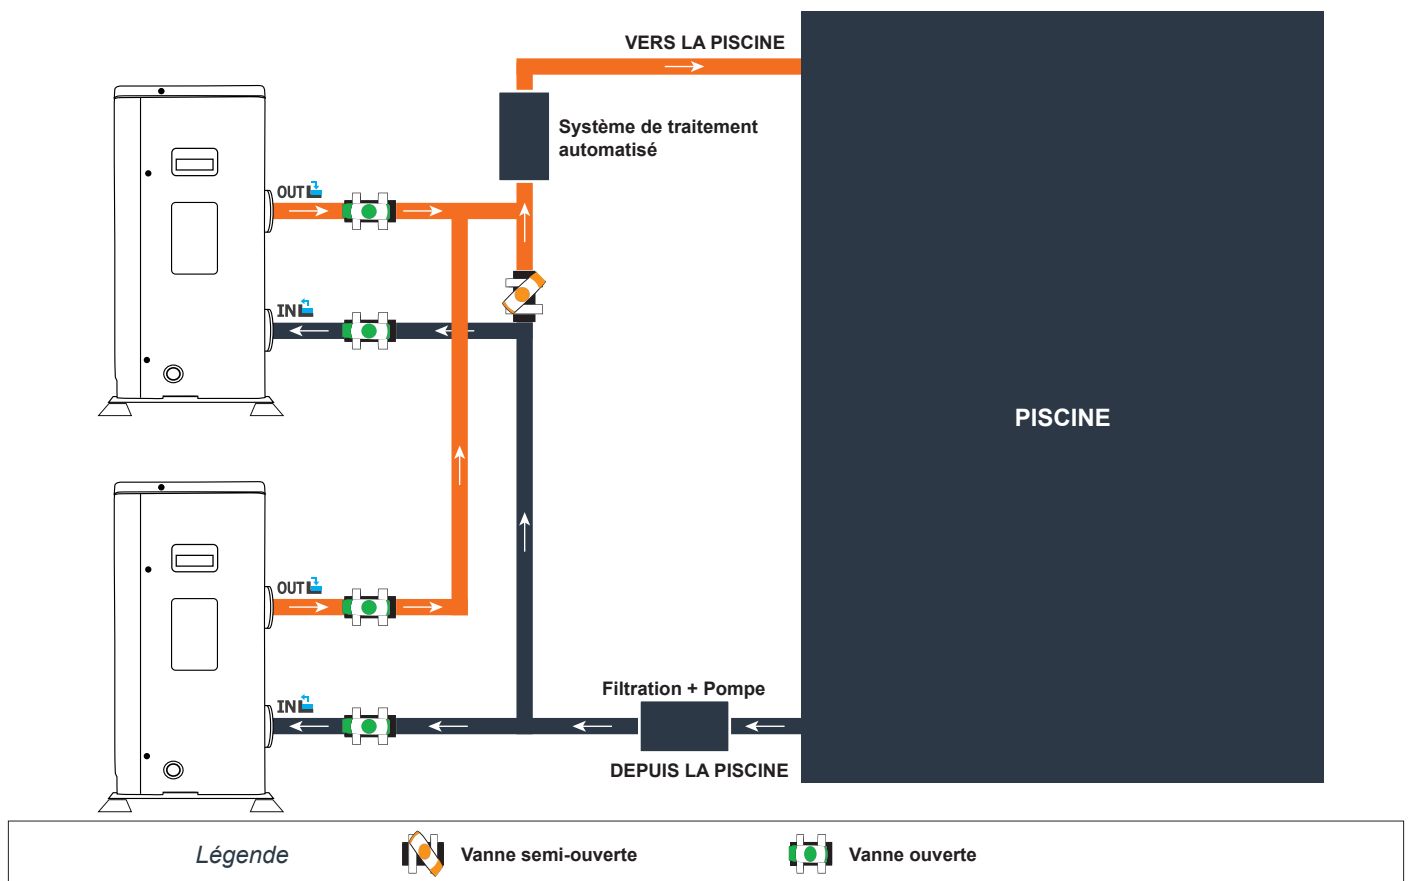 VERS LA PISCINE
Système de traitement
automatisé
OUT
IN
PISCINE
OUT
IN
Filtration + Pompe
DEPUIS LA PISCINE
Légende
Vanne semi-ouverte
Vanne ouverte